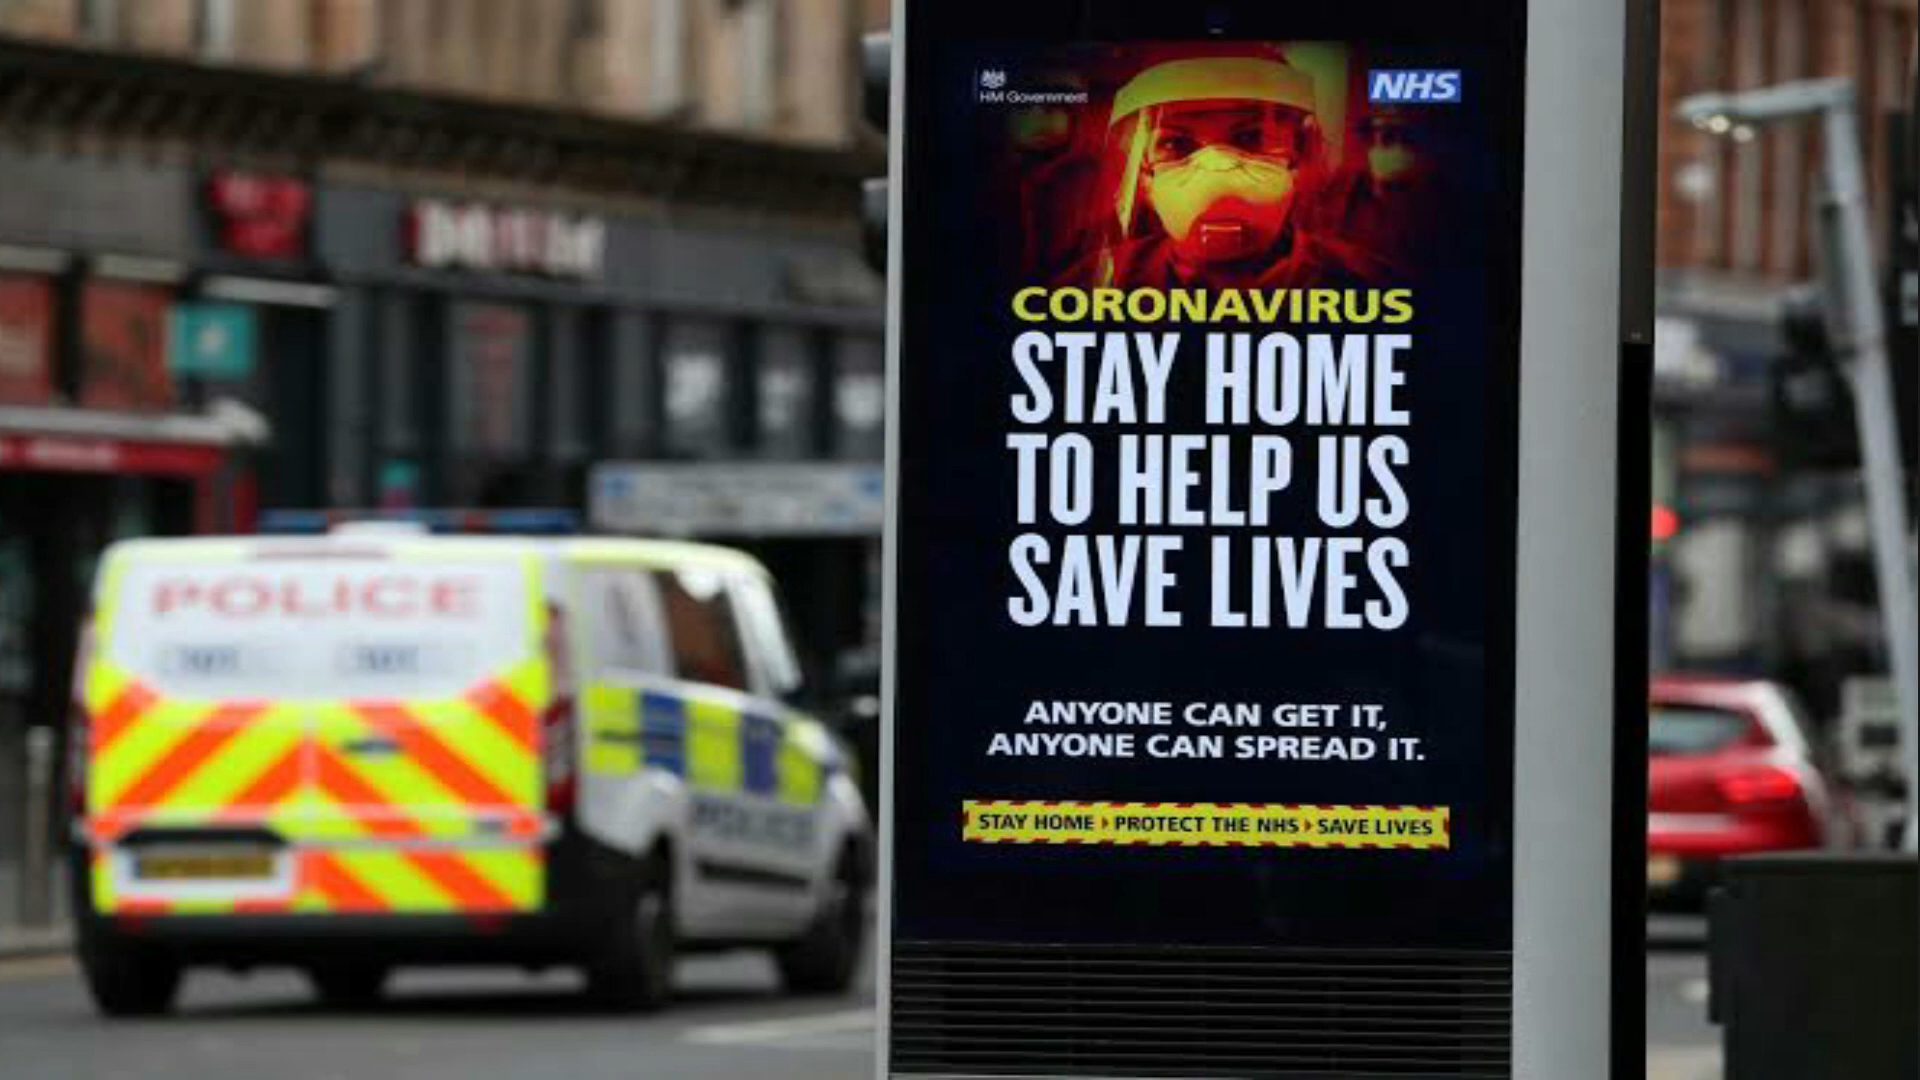 HM Government
NHS
CORONAVIRUS
STAY HOME
TO HELP US
SAVE LIVES
ANYONE CAN GET IT,
ANYONE CAN SPREAD IT.
STAY HOME PROTECT THE NHS SAVE LIVES
POLICE
POLICE